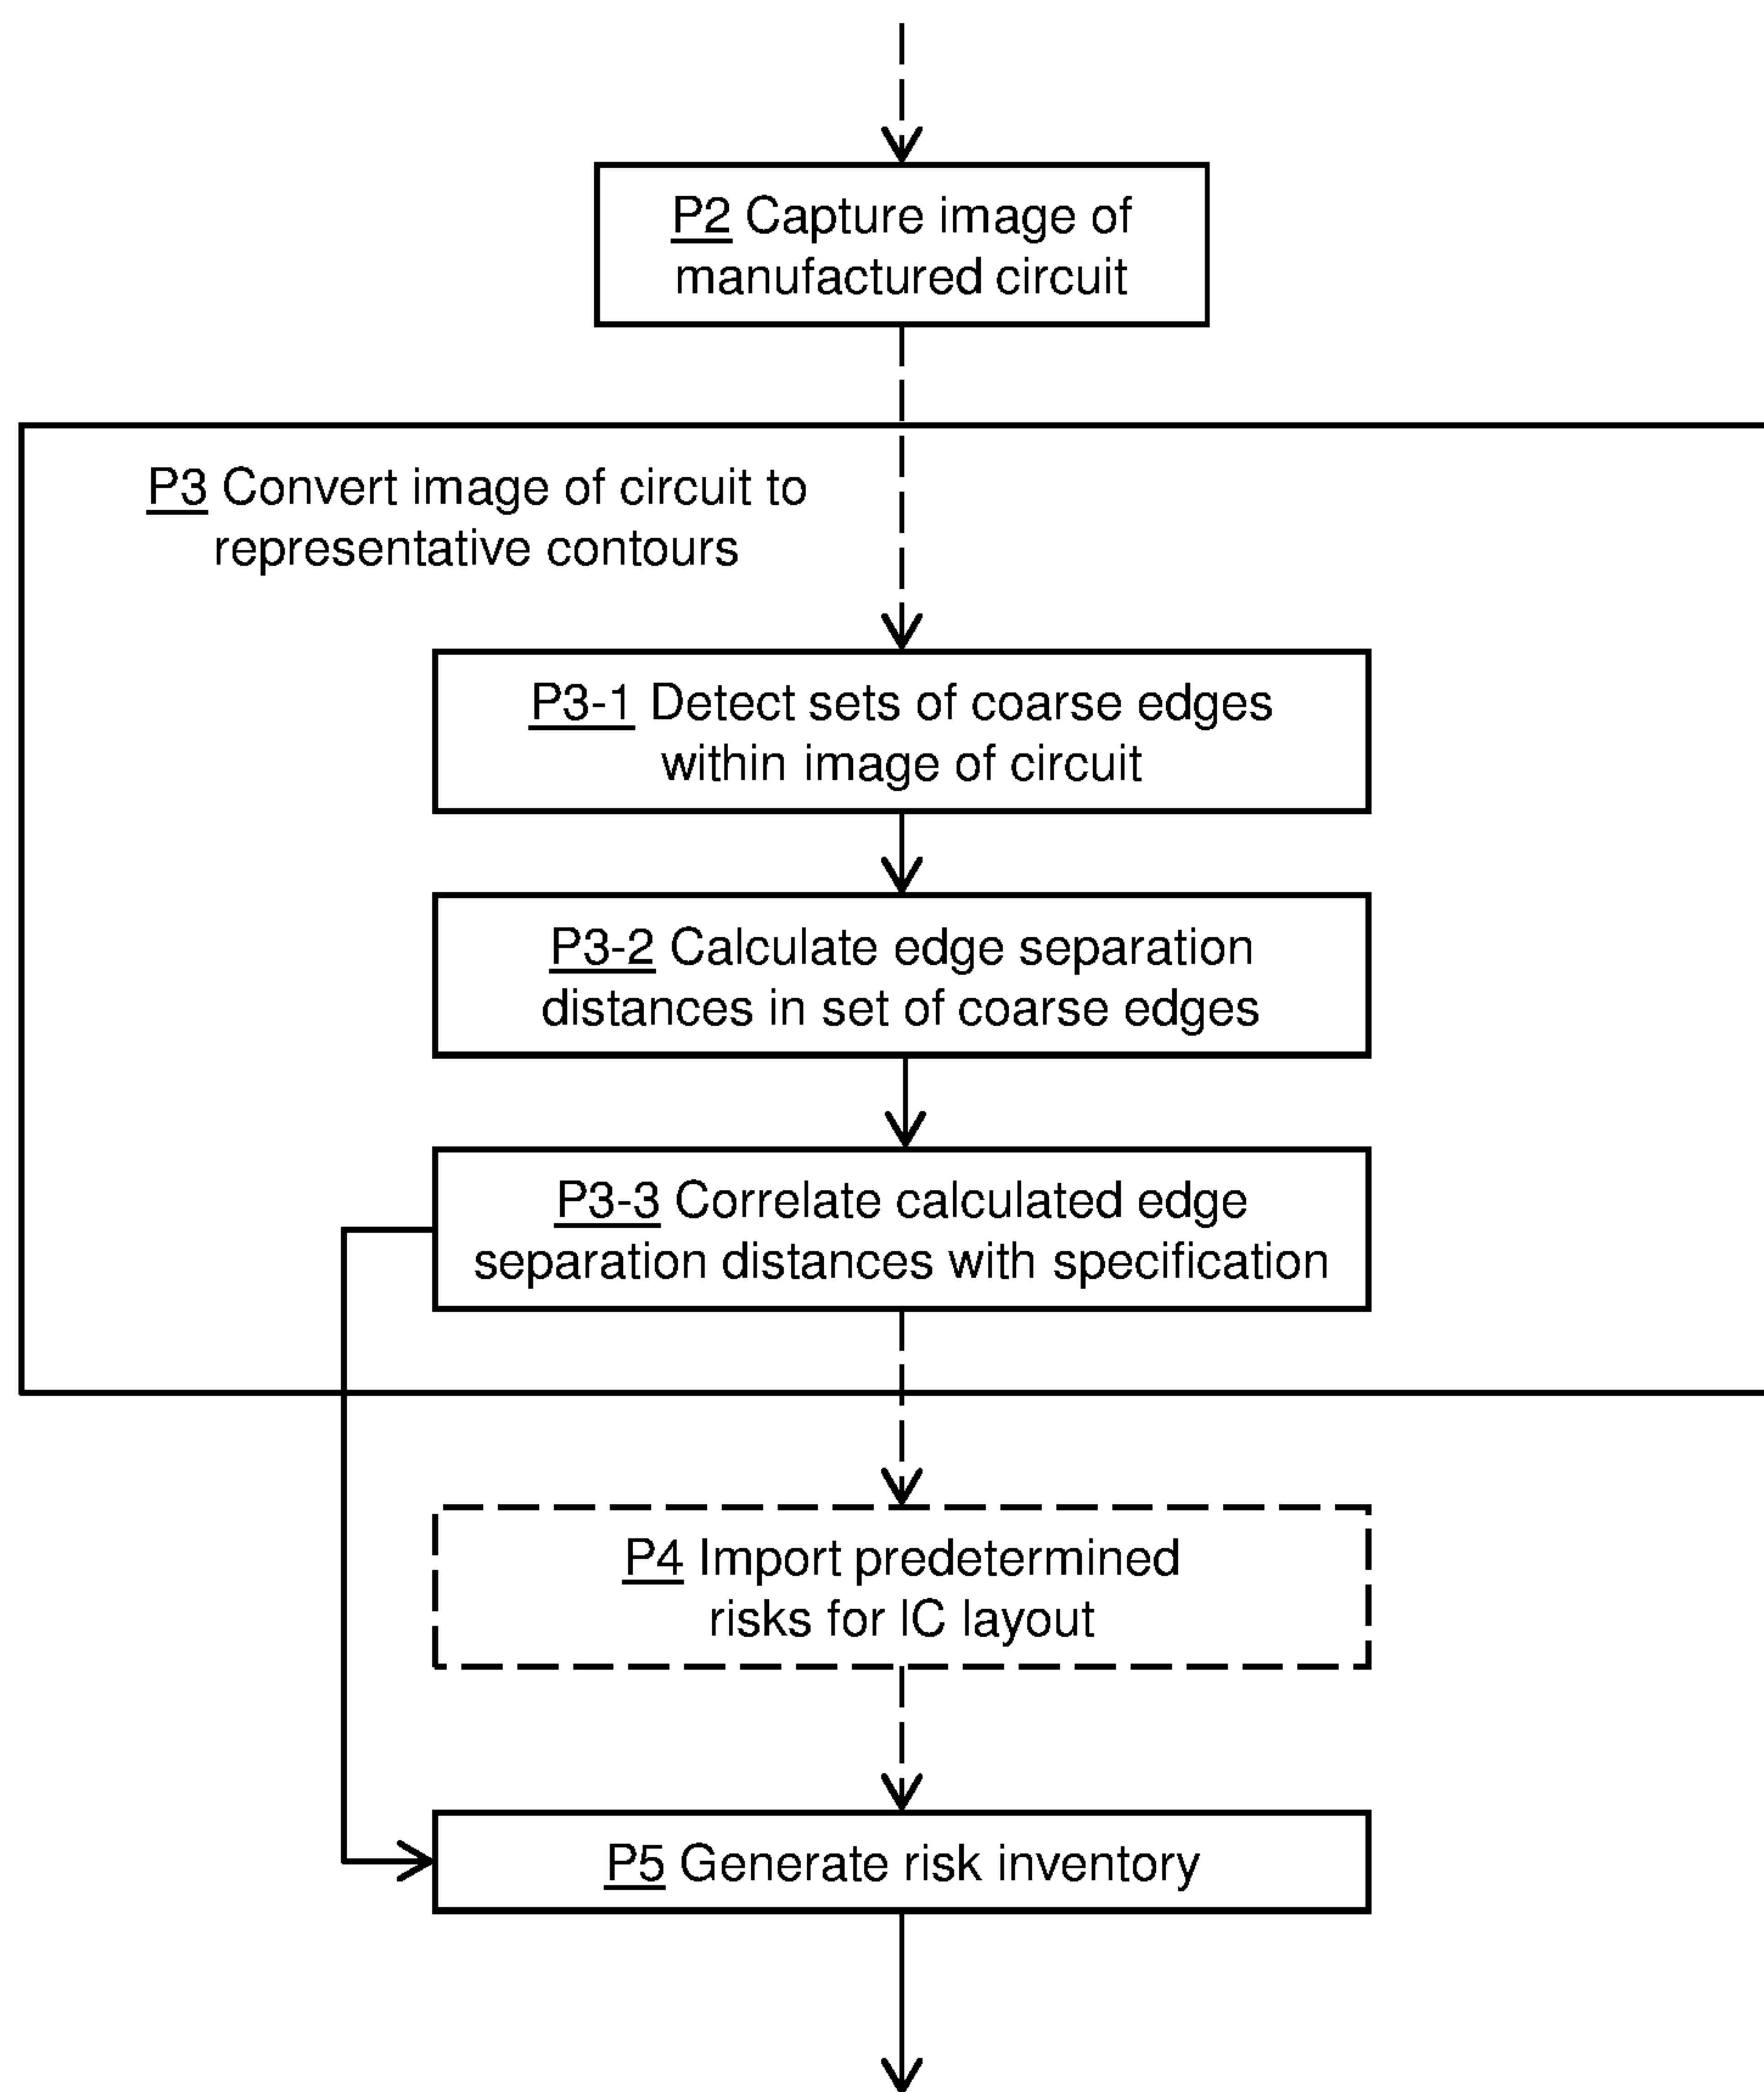 P2 Capture image of
manufactured circuit
P3 Convert image of circuit to
representative contours
P3-1 Detect sets of coarse edges
within image of circuit
P3-2 Calculate edge separation
distances in set of coarse edges
P3-3 Correlate calculated edge
separation distances with specification
P4 Import predetermined
risks for IC layout
P5 Generate risk inventory